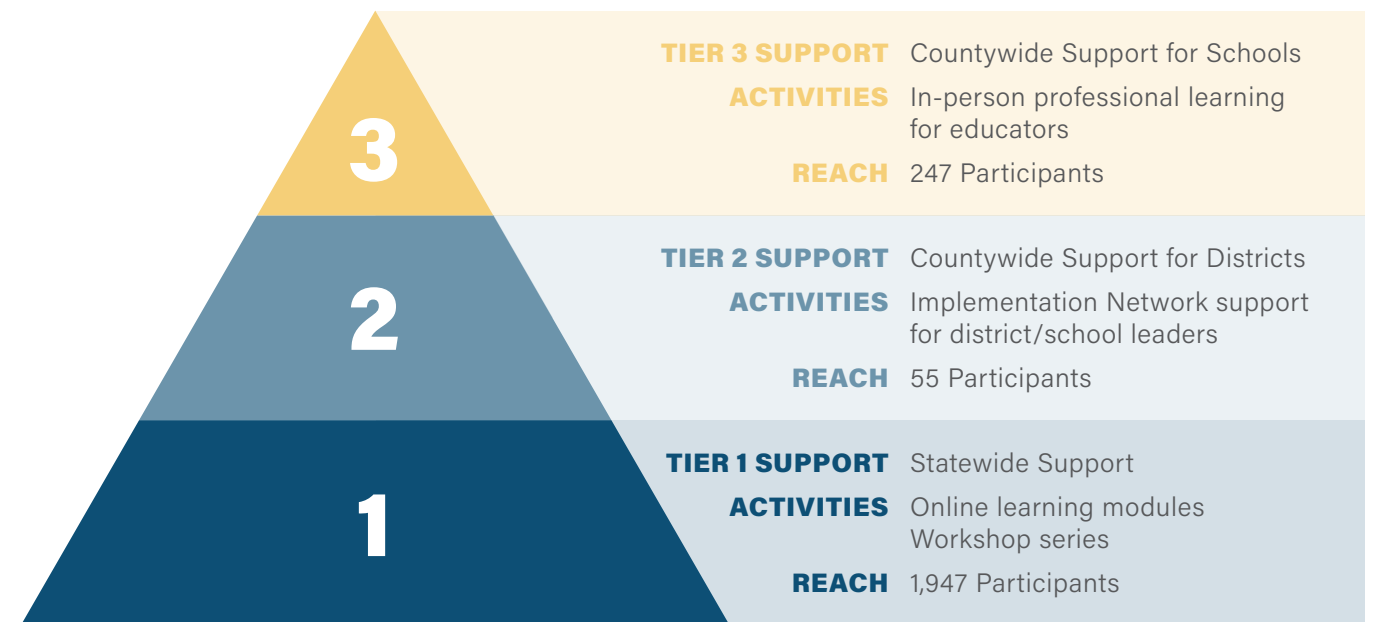 3
TIER 3 SUPPORT Countywide Support for Schools
ACTIVITIES In-person professional learning
for educators
REACH 247 Participants
2
TIER 2 SUPPORT Countywide Support for Districts
ACTIVITIES Implementation Network support
for district/school leaders
REACH 55 Participants
1
TIER 1 SUPPORT Statewide Support
ACTIVITIES Online learning modules
Workshop series
REACH 1,947 Participants